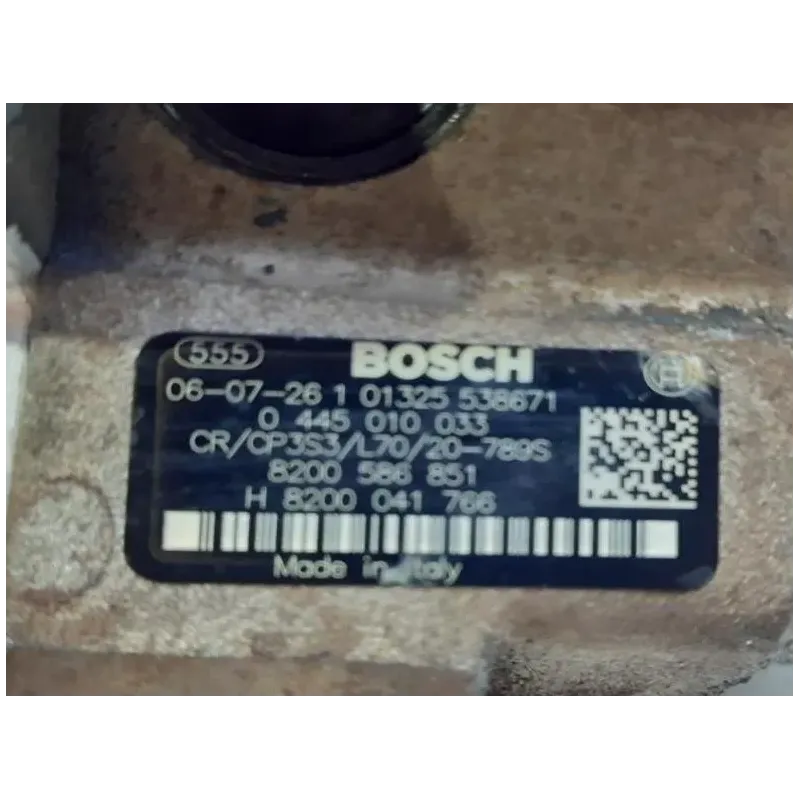 555 BOSCH H
06-07-26 1 01325 538671
0 445 010 033
CR/CP3S3/L70/20-789S
8200 586 851
H 8200 041 766
Made in Italy